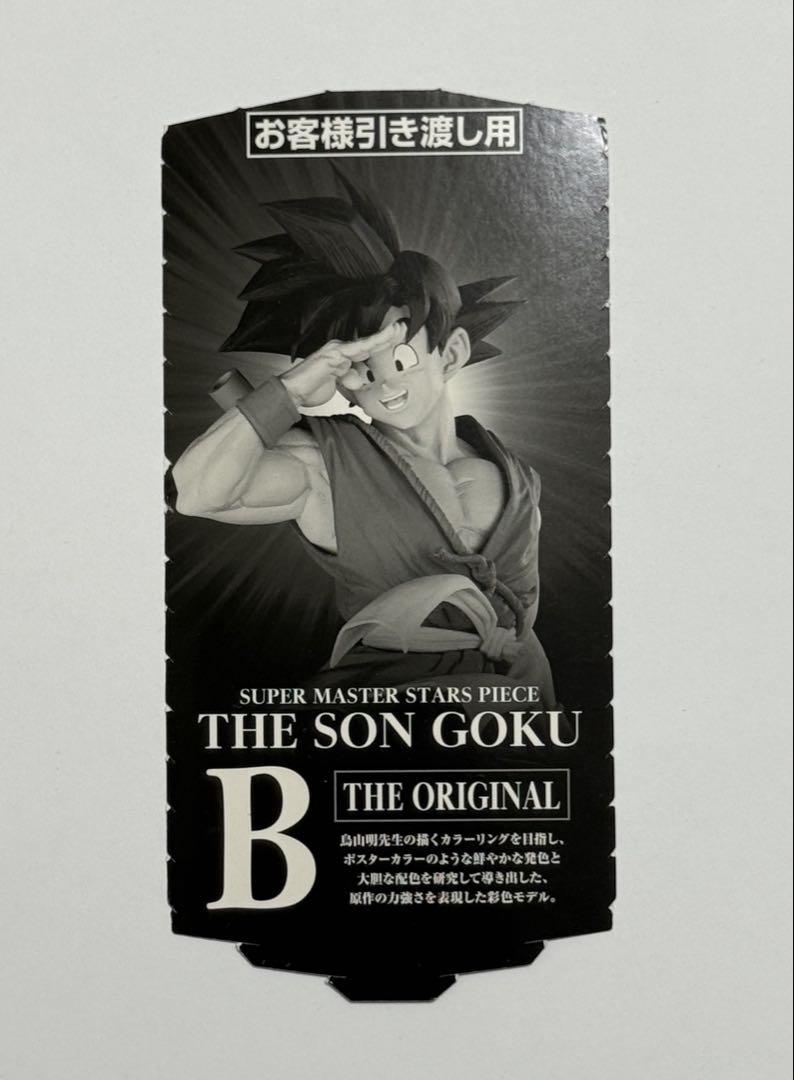 お客様引き渡し用
SUPER MASTER STARS PIECE
THE SON GOKU
B
THE ORIGINAL
鳥山明先生の描くカラーリングを目指し、
ポスターカラーのような鮮やかな発色と
大胆な配色を研究して導き出した、
原作の力強さを表現した彩色モデル。